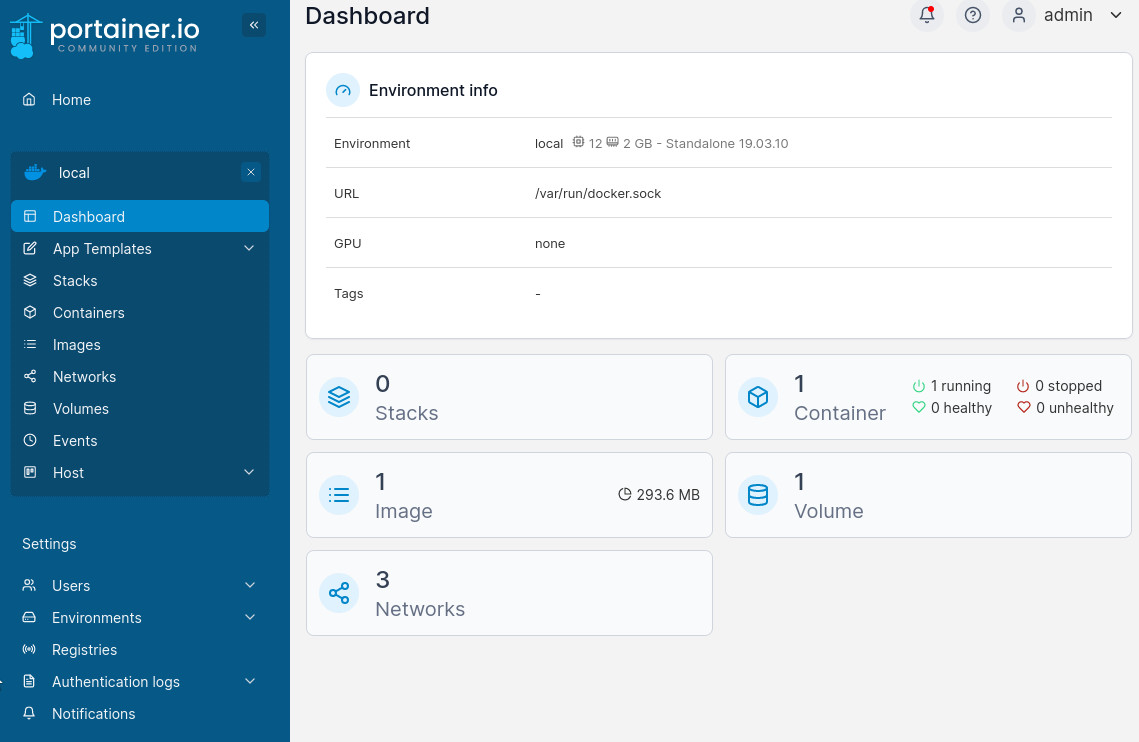 portainer.io
COMMUNITY EDITION
Home
local
Dashboard
App Templates
Stacks
Containers
Images
Networks
Volumes
Events
Host
Settings
Users
Environments
Registries
Authentication logs
Notifications
Dashboard
admin
Environment info
Environment local 12 2 GB - Standalone 19.03.10
URL /var/run/docker.sock
GPU none
Tags -
0
Stacks
1
Container
1 running 0 stopped
0 healthy 0 unhealthy
1
Image
293.6 MB
1
Volume
3
Networks